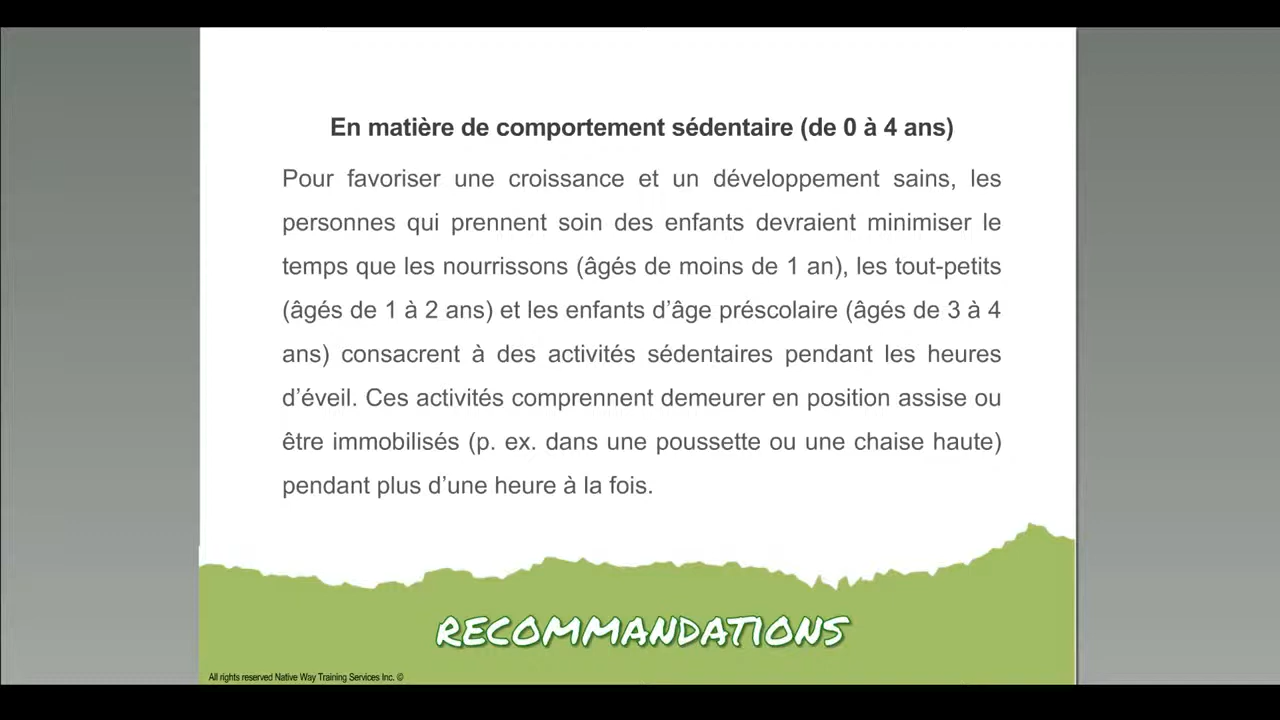 En matière de comportement sédentaire (de 0 à 4 ans)
Pour favoriser une croissance et un développement sains, les
personnes qui prennent soin des enfants devraient minimiser le
temps que les nourrissons (âgés de moins de 1 an), les tout-petits
(âgés de 1 à 2 ans) et les enfants d’âge préscolaire (âgés de 3 à 4
ans) consacrent à des activités sédentaires pendant les heures
d’éveil. Ces activités comprennent demeurer en position assise ou
être immobilisés (p. ex. dans une poussette ou une chaise haute)
pendant plus d’une heure à la fois.
RECOMMANDATIONS
All rights reserved Native Way Training Services Inc. ©